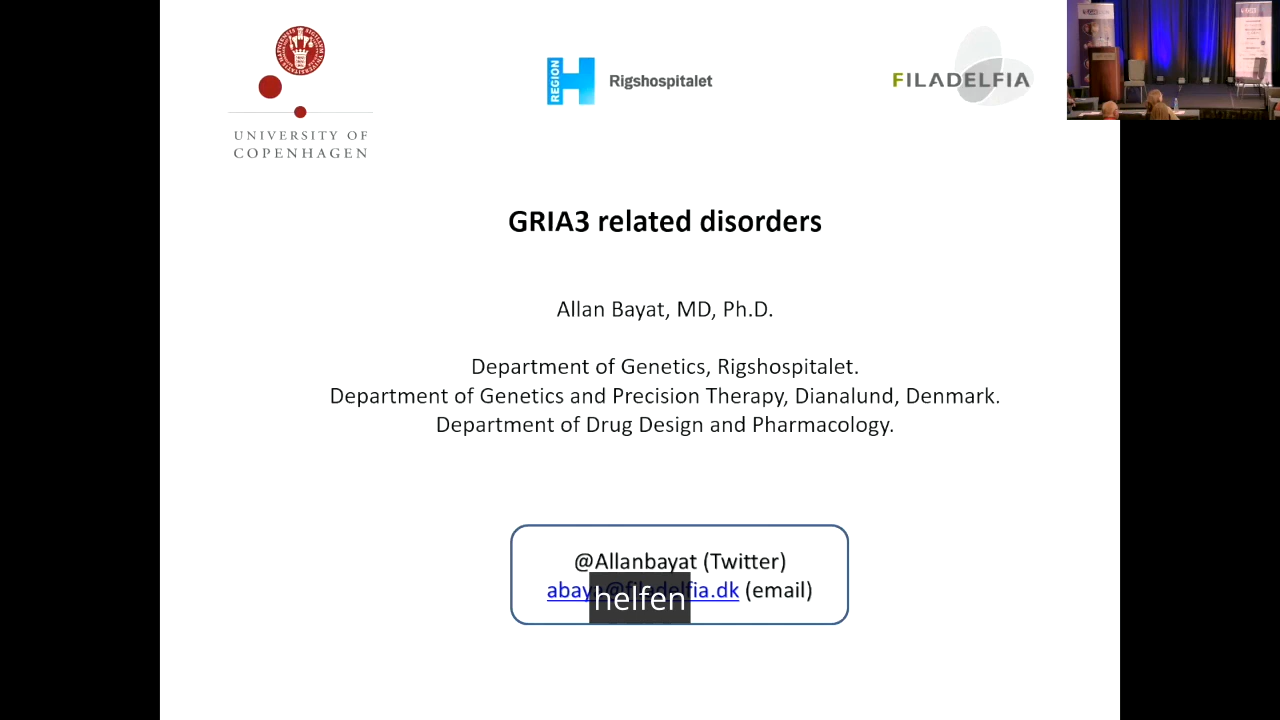 UNIVERSITY OF
COPENHAGEN
REGION H
Rigshospitalet
FILADELFIA
GRIA3 related disorders
Allan Bayat, MD, Ph.D.
Department of Genetics, Rigshospitalet.
Department of Genetics and Precision Therapy, Dianalund, Denmark.
Department of Drug Design and Pharmacology.
@Allanbayat (Twitter)
(email)
helfen